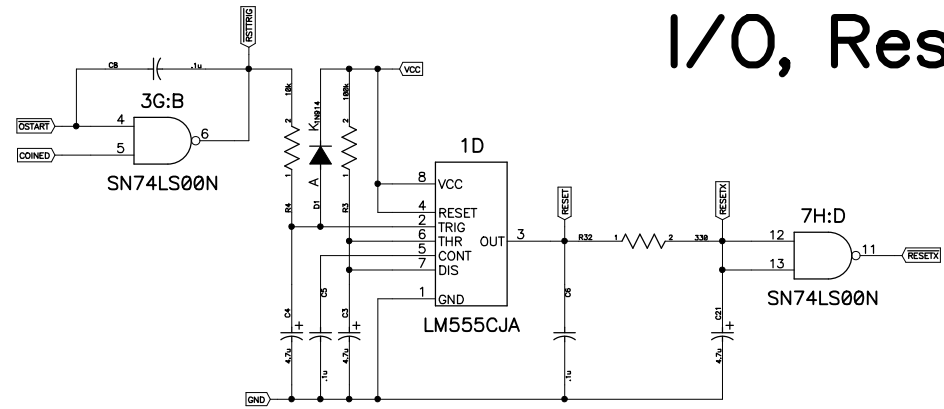 I/O, Res
RSTTRIG
C8 .1u
VCC
10k
1N914
100k
3G:B
2 K 2
OSTART 4
6
COINED 5
SN74LS00N
1D
8 VCC
1 A 1
R4 D1 R3
4 RESET
2 TRIG
6 THR
5 CONT
7 DIS
OUT 3
1 GND
LM555CJA
RESET
R32 1 2 330
RESETX
7H:D
12
13
11 RESETX
SN74LS00N
C4 + 4.7u
C5 .1u
C3 + 4.7u
C6 .1u
C21 + 4.7u
GND